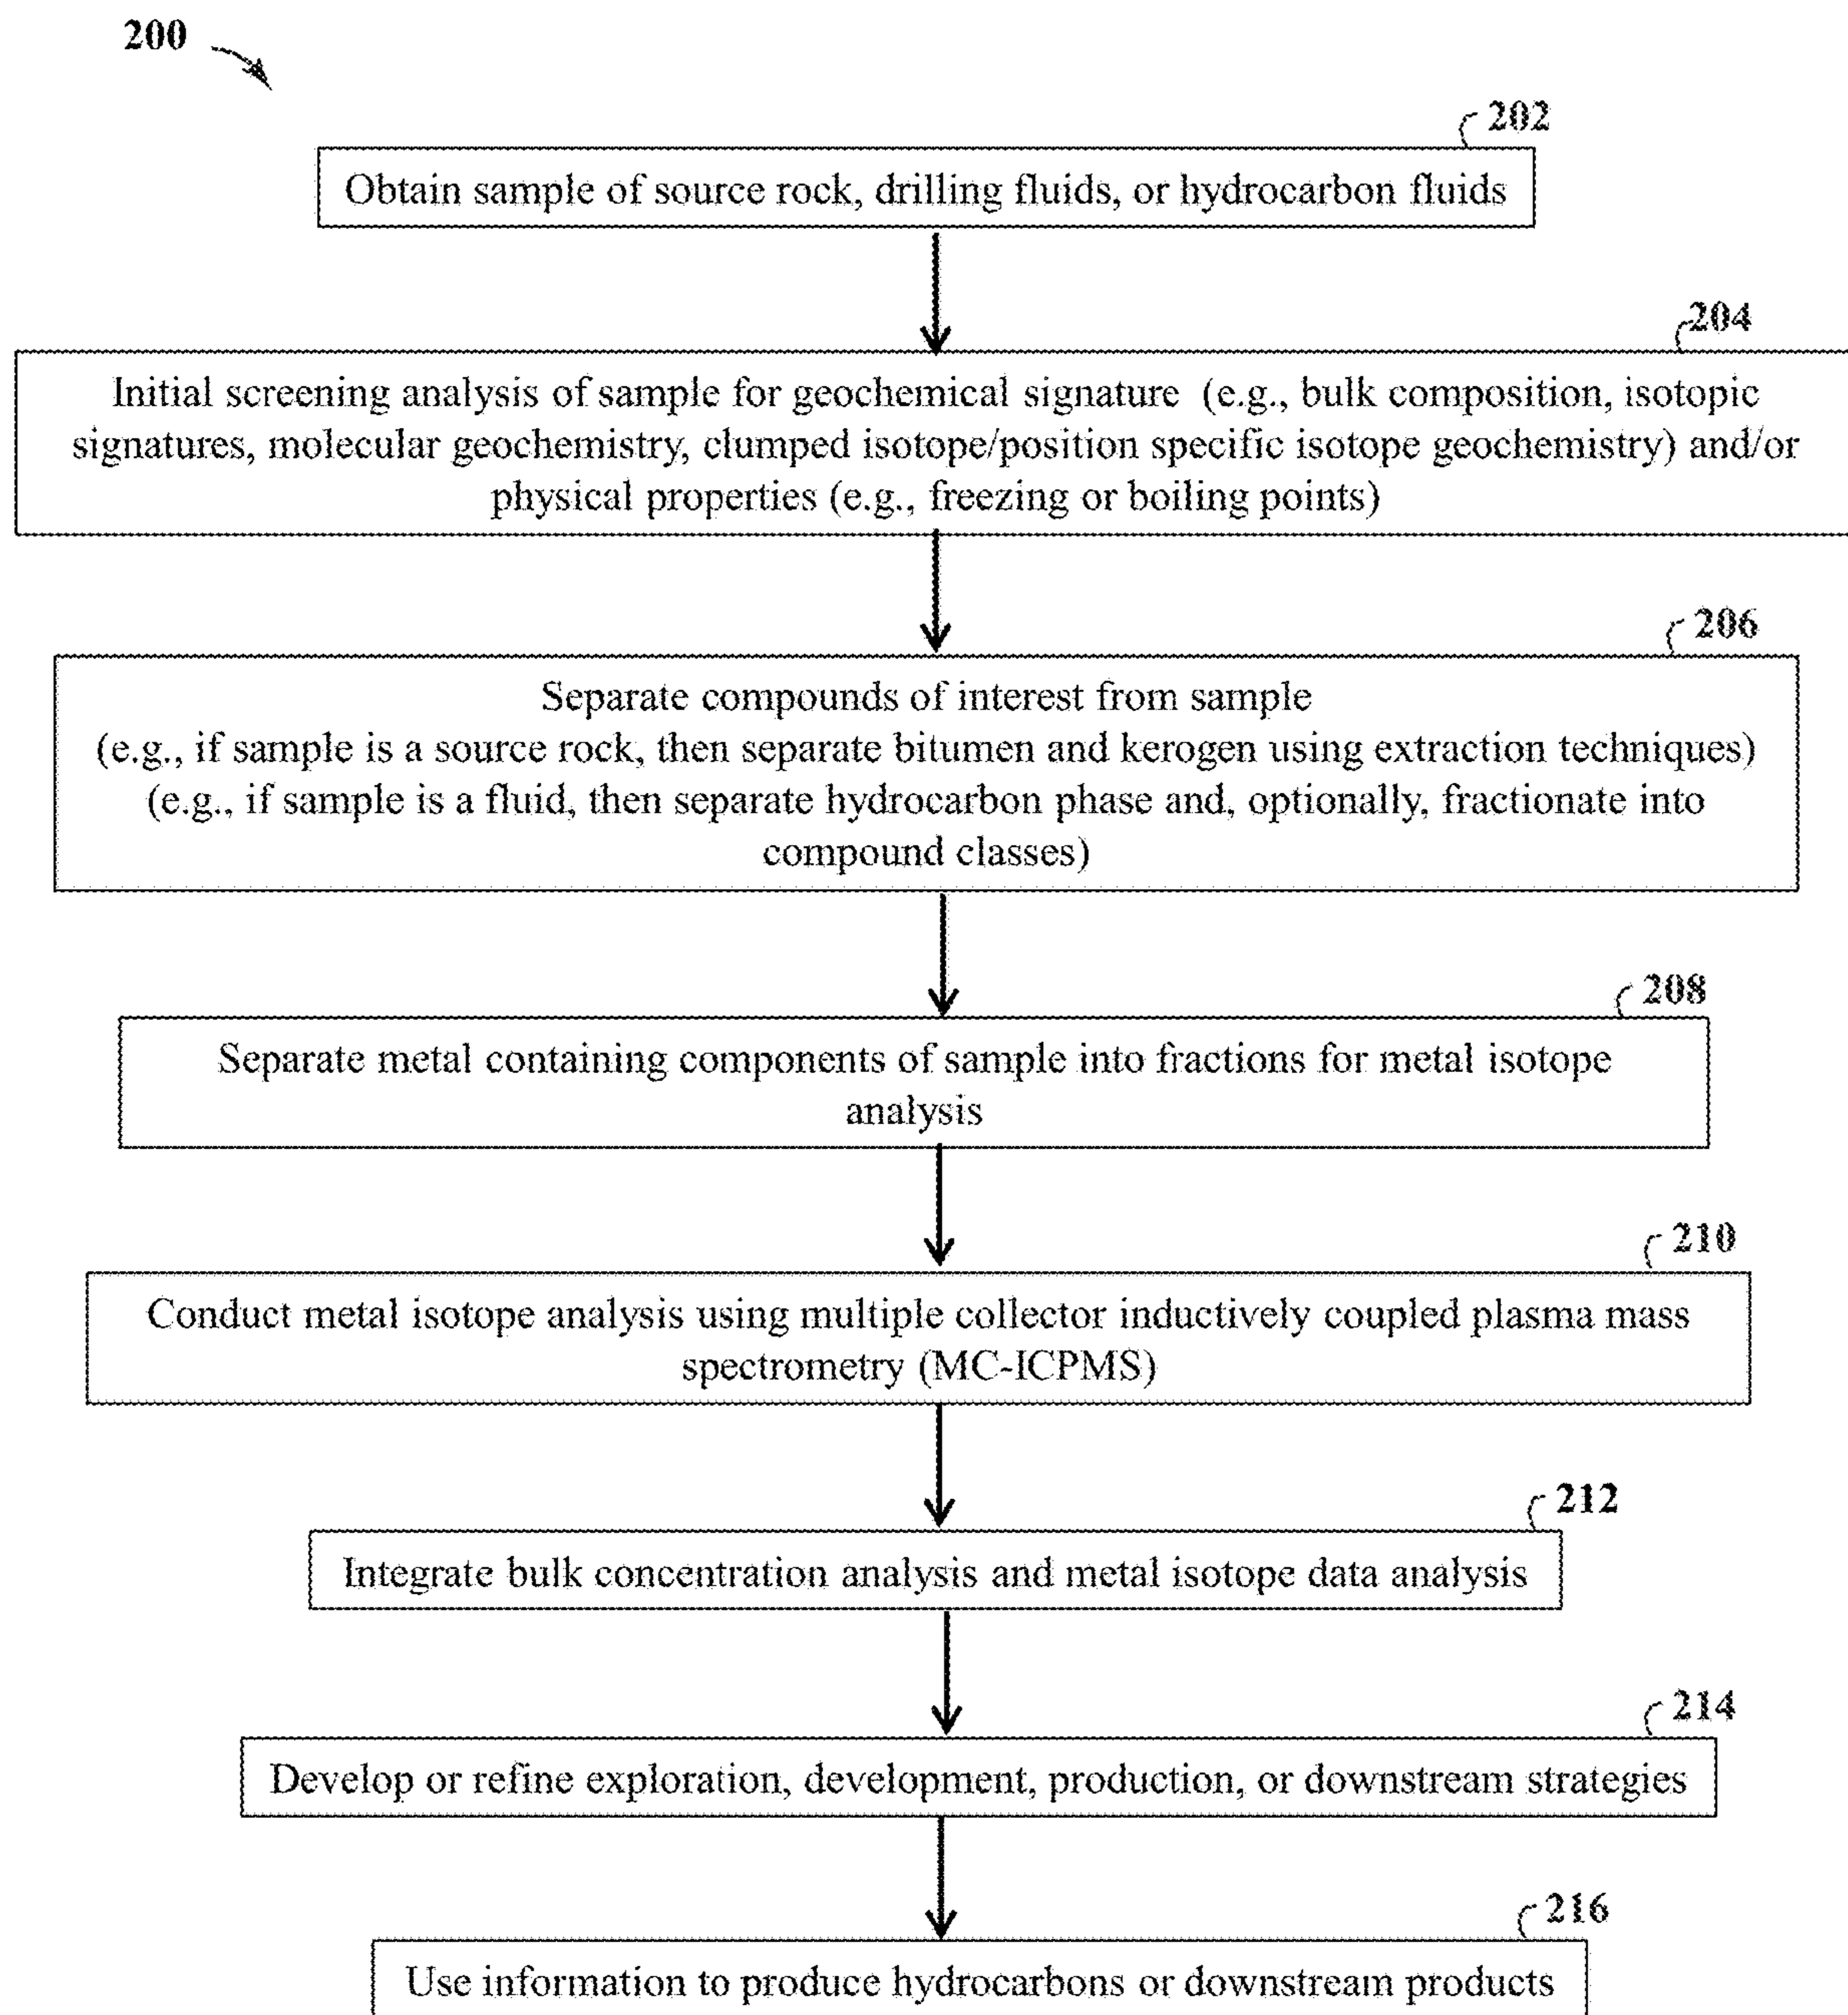 200
202
Obtain sample of source rock, drilling fluids, or hydrocarbon fluids
204
Initial screening analysis of sample for geochemical signature (e.g., bulk composition, isotopic
signatures, molecular geochemistry, clumped isotope/position specific isotope geochemistry) and/or
physical properties (e.g., freezing or boiling points)
206
Separate compounds of interest from sample
(e.g., if sample is a source rock, then separate bitumen and kerogen using extraction techniques)
(e.g., if sample is a fluid, then separate hydrocarbon phase and, optionally, fractionate into
compound classes)
208
Separate metal containing components of sample into fractions for metal isotope
analysis
210
Conduct metal isotope analysis using multiple collector inductively coupled plasma mass
spectrometry (MC-ICPMS)
212
Integrate bulk concentration analysis and metal isotope data analysis
214
Develop or refine exploration, development, production, or downstream strategies
216
Use information to produce hydrocarbons or downstream products